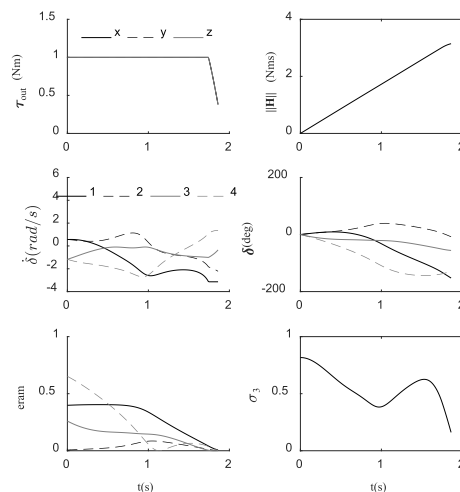 1.5
x y z
1
0.5
0
0 1 2
τout (Nm)
4
2
0
0 1 2
||H|| (Nms)
6
1 2 3 4
4
2
0
-2
-4
0 1 2
δ̇(rad/s)
200
0
-200
0 1 2
δ(deg)
1
0.5
0
0 1 2
eram
t(s)
1
0.5
0
0 1 2
σ3
t(s)